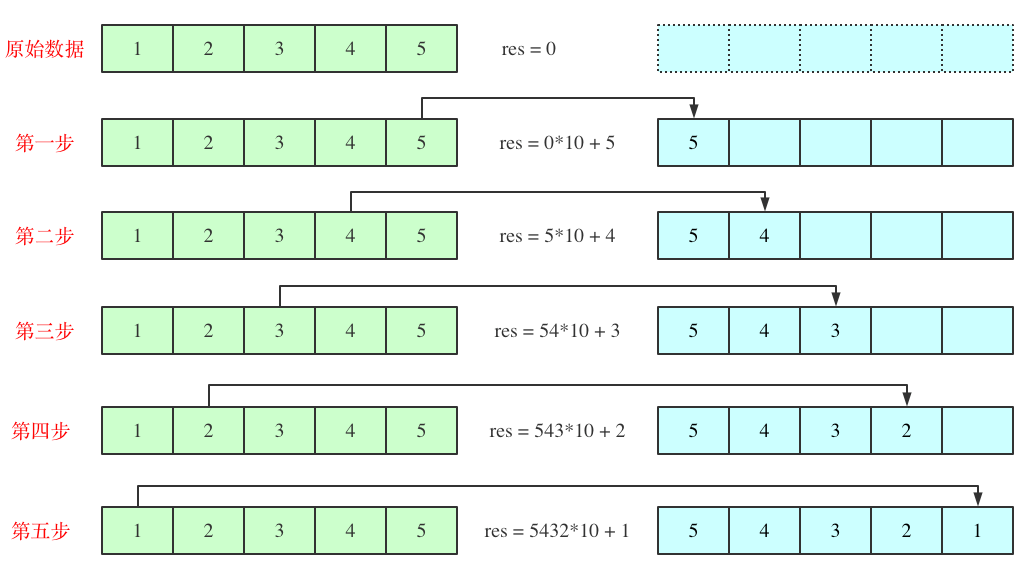 原始数据 1 2 3 4 5 res = 0
第一步 1 2 3 4 5 res = 0*10 + 5 5
第二步 1 2 3 4 5 res = 5*10 + 4 5 4
第三步 1 2 3 4 5 res = 54*10 + 3 5 4 3
第四步 1 2 3 4 5 res = 543*10 + 2 5 4 3 2
第五步 1 2 3 4 5 res = 5432*10 + 1 5 4 3 2 1